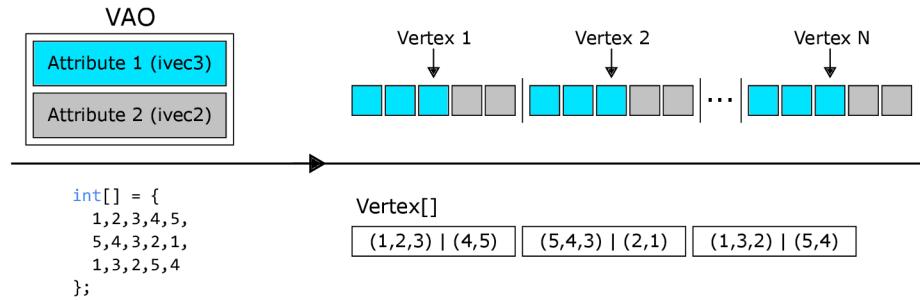 VAO
Attribute 1 (ivec3)
Attribute 2 (ivec2)
Vertex 1
Vertex 2
Vertex N
...
int[] = {
1,2,3,4,5,
5,4,3,2,1,
1,3,2,5,4
};
Vertex[]
(1,2,3) | (4,5)
(5,4,3) | (2,1)
(1,3,2) | (5,4)